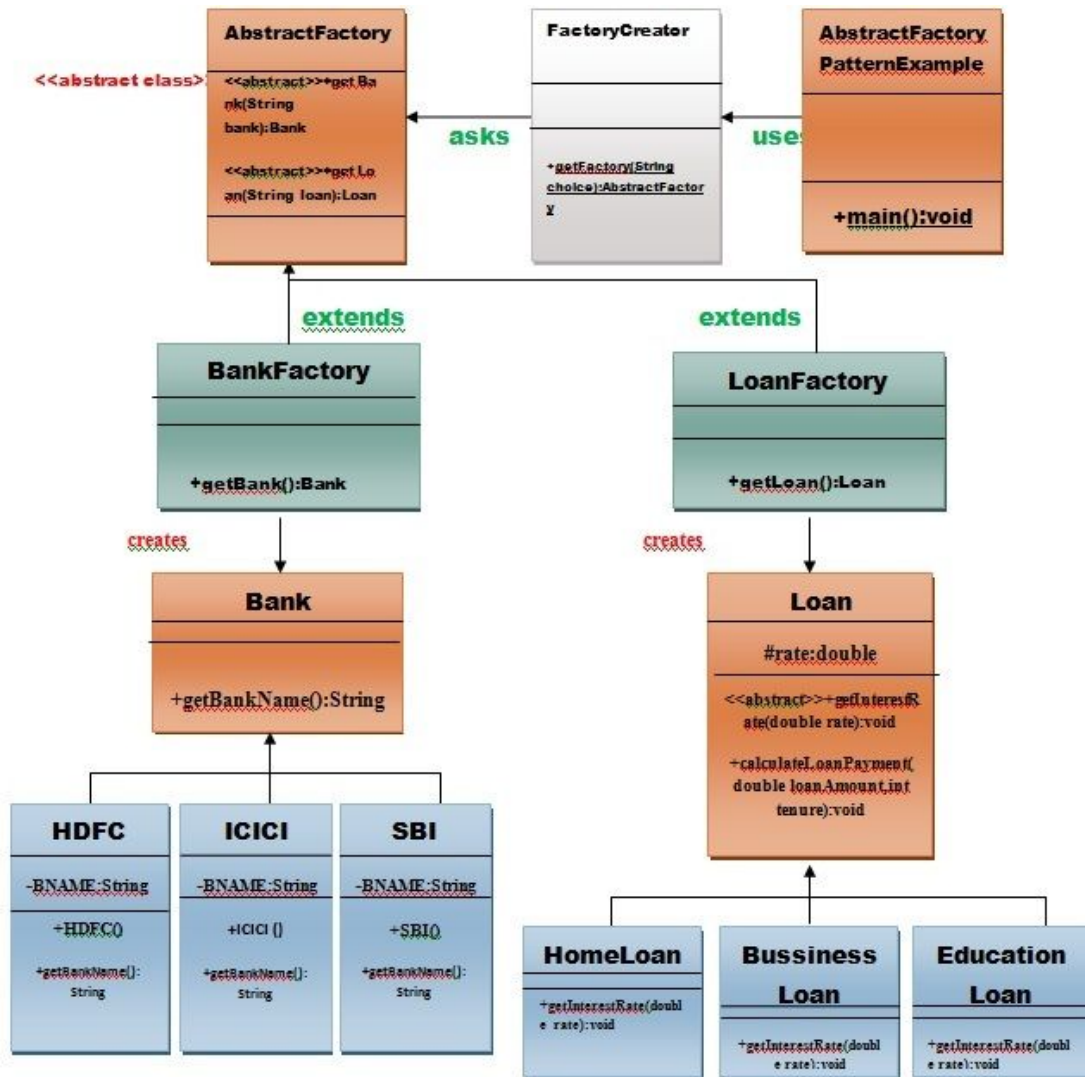 AbstractFactory
<<abstract class>>
<<abstract>>+get Ba
nk(String
bank):Bank
<<abstract>>+get Lo
an(String loan):Loan
asks
FactoryCreator
+getFactory(String
choice):AbstractFactor
y
uses
AbstractFactory
PatternExample
+main():void
extends
extends
BankFactory
+getBank():Bank
LoanFactory
+getLoan():Loan
creates
creates
Bank
+getBankName():String
Loan
#rate:double
<<abstract>>+getInterestR
ate(double rate):void
+calculateLoanPayment(
double loanAmount,int
tenure):void
HDFC
-BNAME:String
+HDFC()
+getBankName():
String
ICICI
-BNAME:String
+ICICI ()
+getBankName():
String
SBI
-BNAME:String
+SBI()
+getBankName():
String
HomeLoan
+getInterestRate(doubl
e rate):void
Bussiness
Loan
+getInterestRate(doubl
e rate):void
Education
Loan
+getInterestRate(doubl
e rate):void